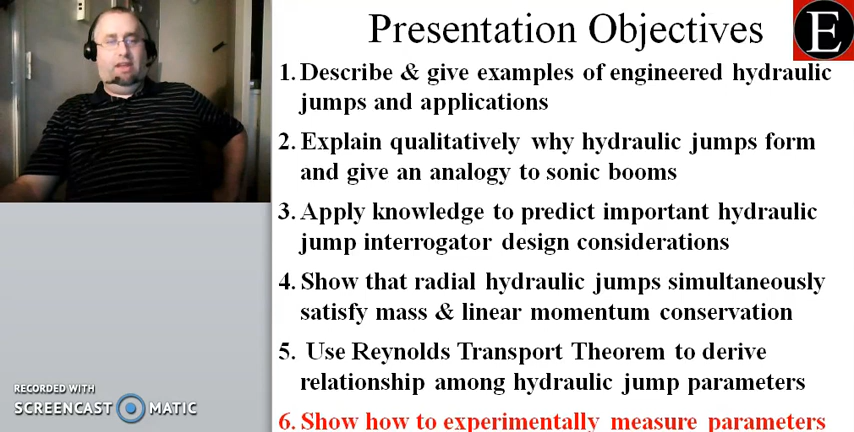 Presentation Objectives
E
1. Describe & give examples of engineered hydraulic
jumps and applications
2. Explain qualitatively why hydraulic jumps form
and give an analogy to sonic booms
3. Apply knowledge to predict important hydraulic
jump interrogator design considerations
4. Show that radial hydraulic jumps simultaneously
satisfy mass & linear momentum conservation
5. Use Reynolds Transport Theorem to derive
relationship among hydraulic jump parameters
6. Show how to experimentally measure parameters
RECORDED WITH
SCREENCAST MATIC